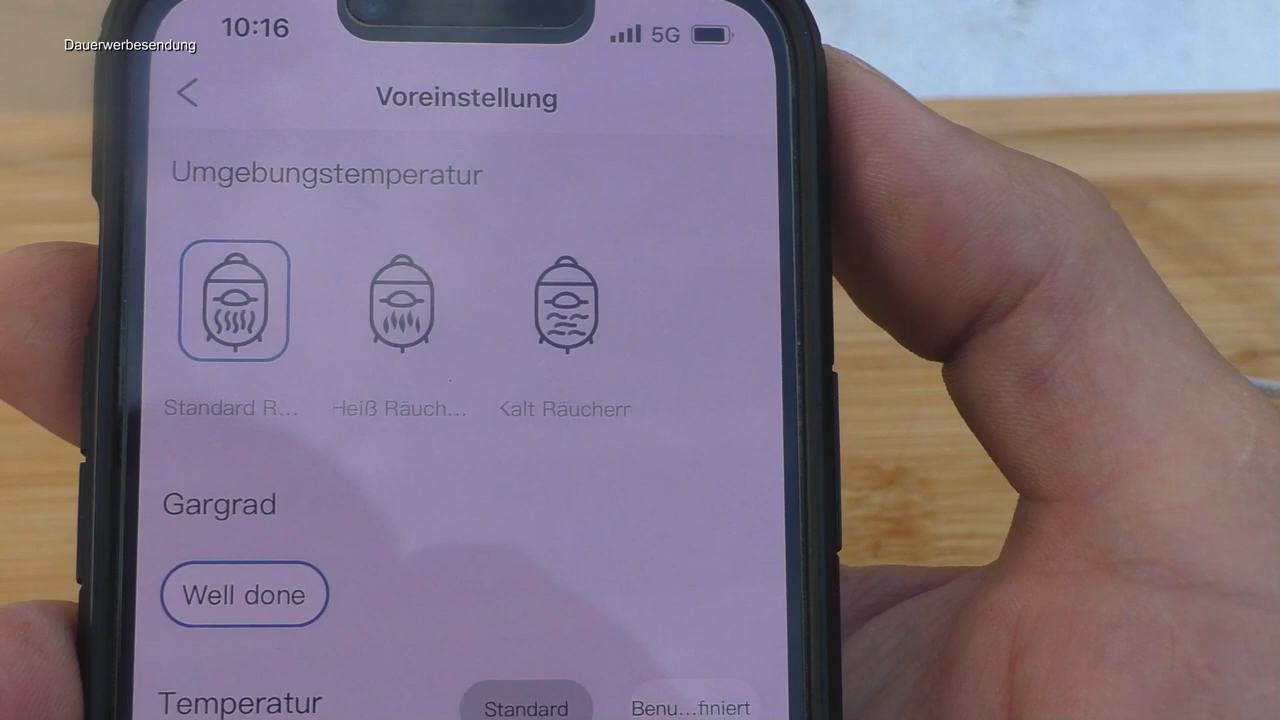 Dauerwerbesendung
10:16
5G
Voreinstellung
Umgebungstemperatur
Standard R...
Heiß Räuch...
Kalt Räucherr
Gargrad
Well done
Temperatur
Standard
Benu...finiert